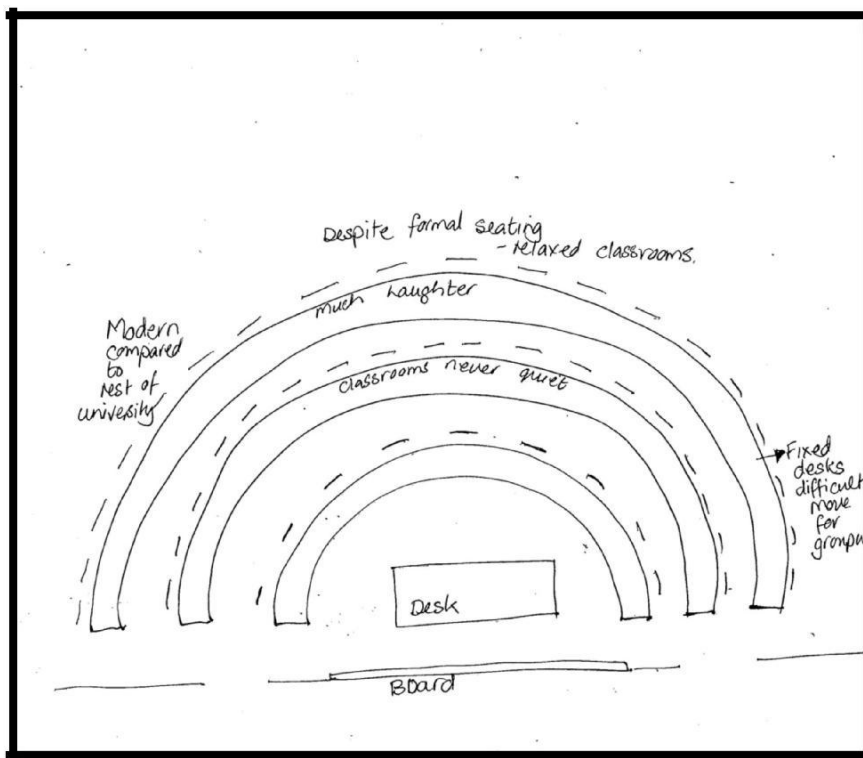 Despite formal seating
- relaxed classrooms.
much laughter
Modern
compared
to
rest of
university
classrooms never quiet
Fixed
desks
difficult
move
for
Desk
Board